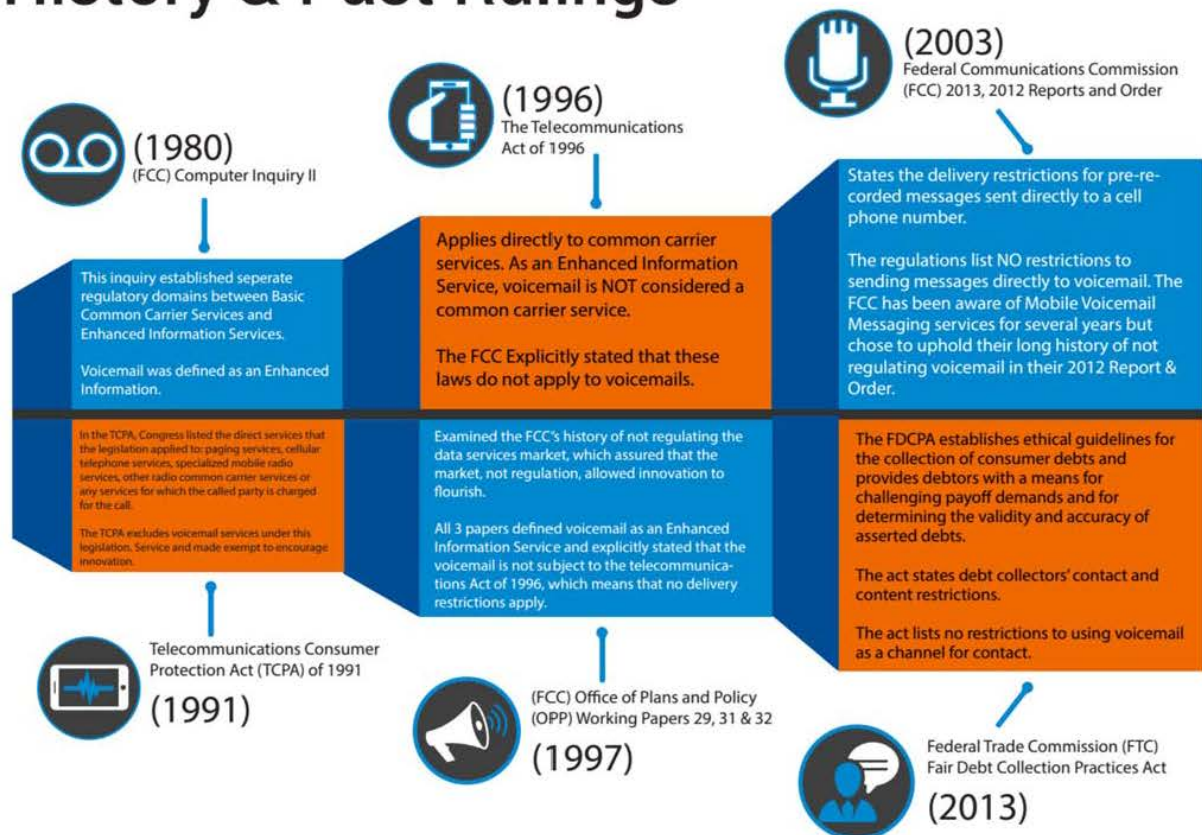 History & Past Rulings
(1980)
(FCC) Computer Inquiry II
This inquiry established seperate
regulatory domains between Basic
Common Carrier Services and
Enhanced Information Services.
Voicemail was defined as an Enhanced
Information.
In the TCPA, Congress listed the direct services that
the legislation applied to: paging services, cellular
telephone services, specialized mobile radio
services, other radio common carrier services or
any services for which the called party is charged
for the call.
The TCPA excludes voicemail services under this
legislation. Service and made exempt to encourage
innovation.
Telecommunications Consumer
Protection Act (TCPA) of 1991
(1991)
(1996)
The Telecommunications
Act of 1996
Applies directly to common carrier
services. As an Enhanced Information
Service, voicemail is NOT considered a
common carrier service.
The FCC Explicitly stated that these
laws do not apply to voicemails.
Examined the FCC's history of not regulating the
data services market, which assured that the
market, not regulation, allowed innovation to
flourish.
All 3 papers defined voicemail as an Enhanced
Information Service and explicitly stated that the
voicemail is not subject to the telecommunica-
tions Act of 1996, which means that no delivery
restrictions apply.
(FCC) Office of Plans and Policy
(OPP) Working Papers 29, 31 & 32
(1997)
(2003)
Federal Communications Commission
(FCC) 2013, 2012 Reports and Order
States the delivery restrictions for pre-re-
corded messages sent directly to a cell
phone number.
The regulations list NO restrictions to
sending messages directly to voicemail. The
FCC has been aware of Mobile Voicemail
Messaging services for several years but
chose to uphold their long history of not
regulating voicemail in their 2012 Report &
Order.
The FDCPA establishes ethical guidelines for
the collection of consumer debts and
provides debtors with a means for
challenging payoff demands and for
determining the validity and accuracy of
asserted debts.
The act states debt collectors' contact and
content restrictions.
The act lists no restrictions to using voicemail
as a channel for contact.
Federal Trade Commission (FTC)
Fair Debt Collection Practices Act
(2013)